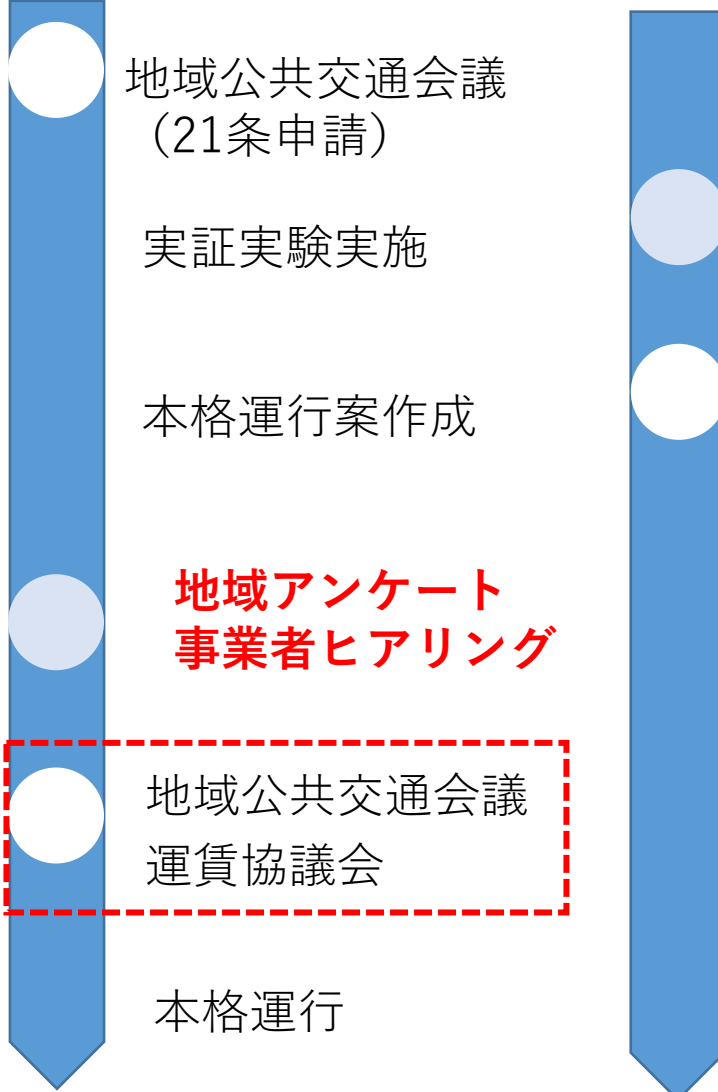 地域公共交通会議
（21条申請）
実証実験実施
本格運行案作成
地域アンケート
事業者ヒアリング
地域公共交通会議
運賃協議会
本格運行